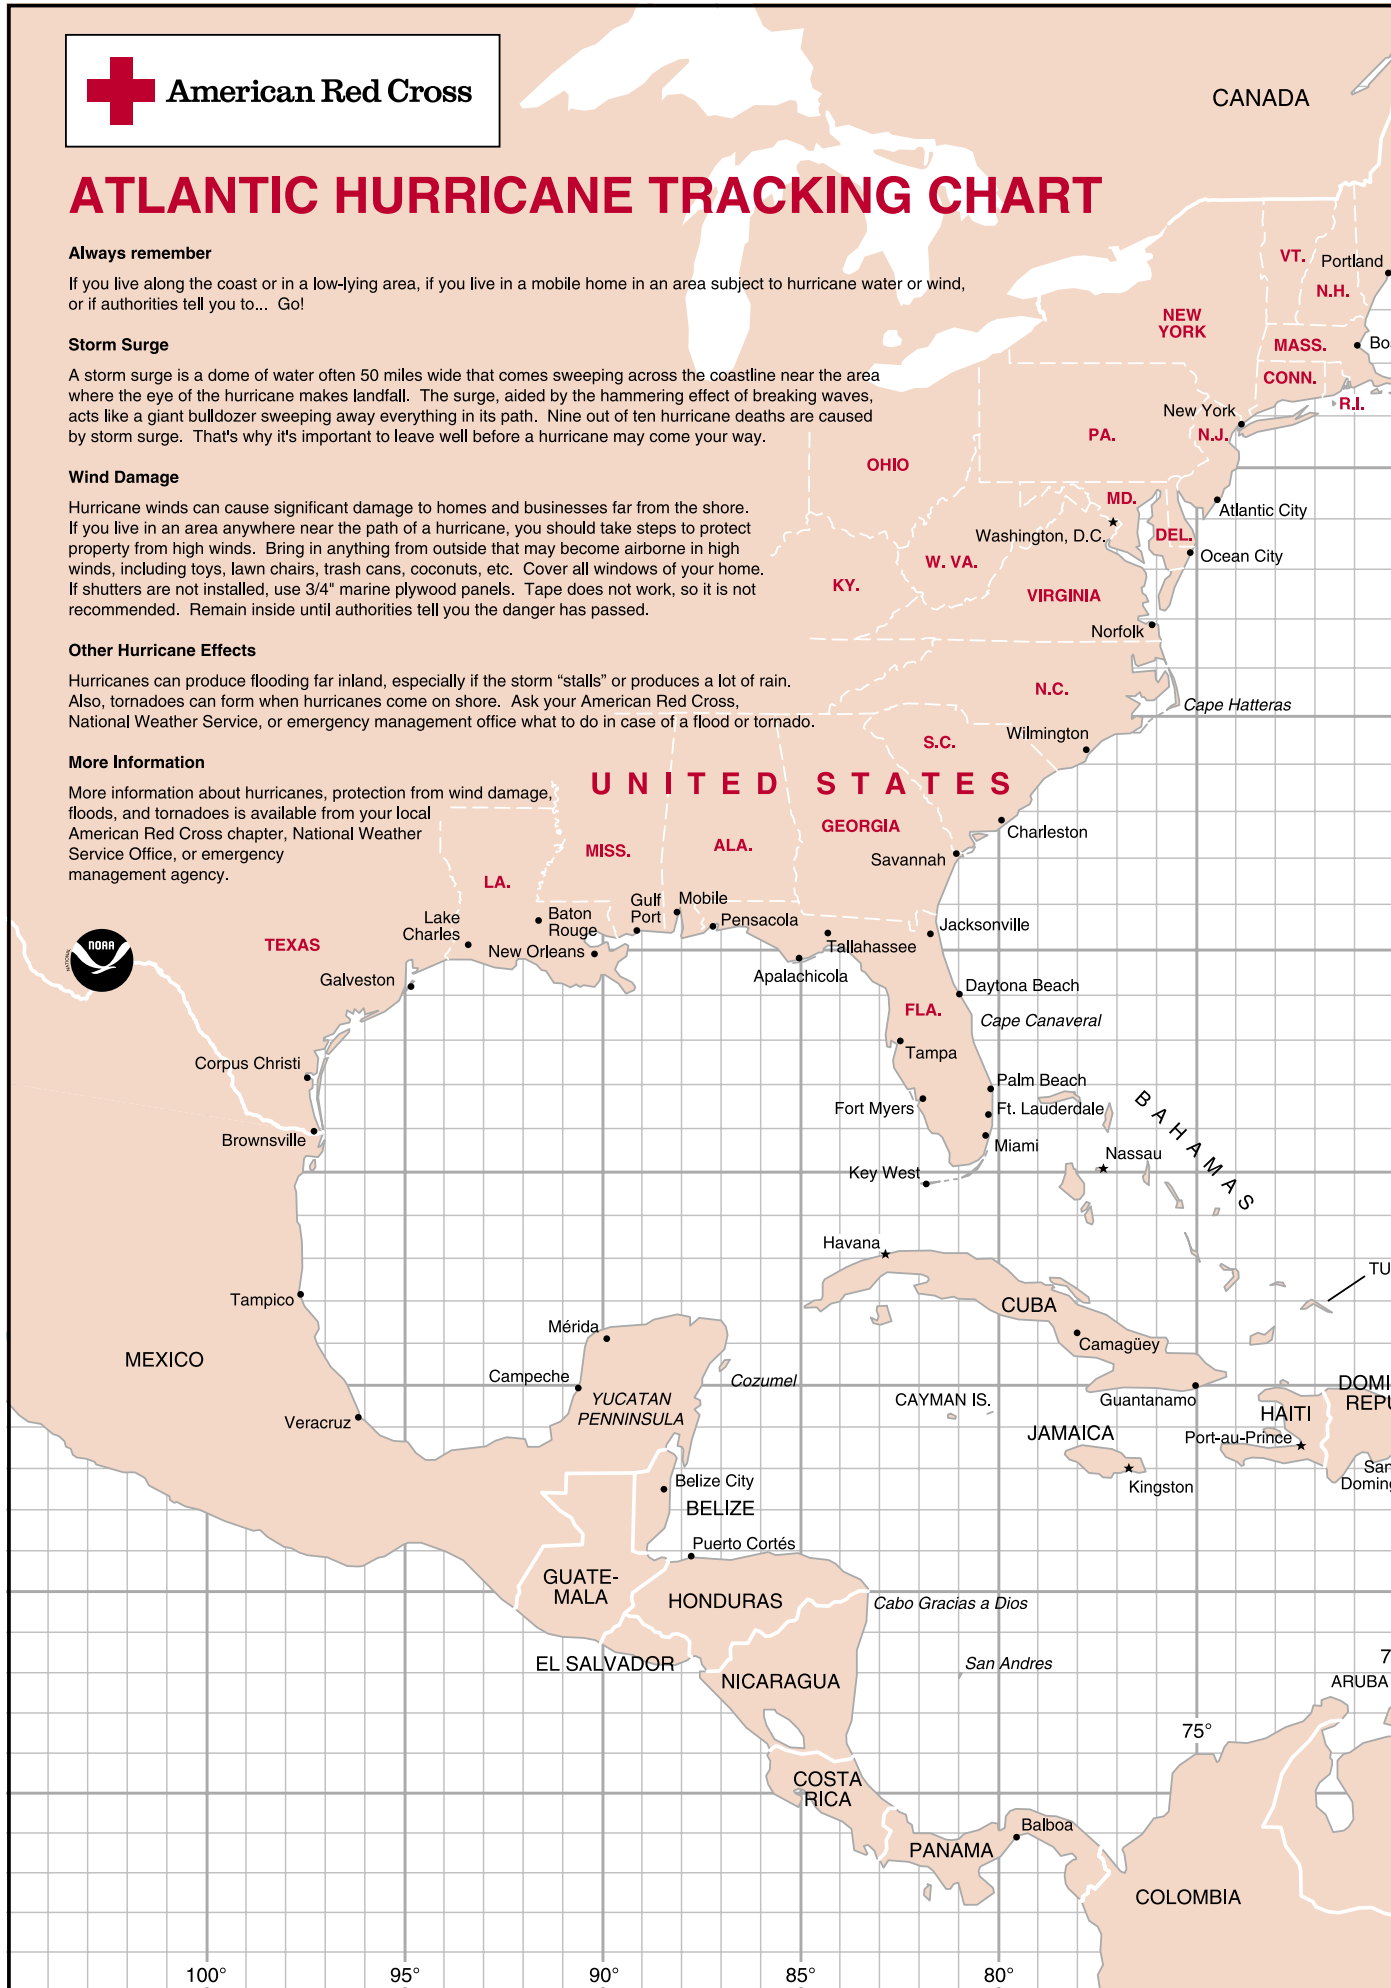 American Red Cross
ATLANTIC HURRICANE TRACKING CHART
Always remember
If you live along the coast or in a low-lying area, if you live in a mobile home in an area subject to hurricane water or wind,
or if authorities tell you to... Go!
Storm Surge
A storm surge is a dome of water often 50 miles wide that comes sweeping across the coastline near the area
where the eye of the hurricane makes landfall. The surge, aided by the hammering effect of breaking waves,
acts like a giant bulldozer sweeping away everything in its path. Nine out of ten hurricane deaths are caused
by storm surge. That's why it's important to leave well before a hurricane may come your way.
Wind Damage
Hurricane winds can cause significant damage to homes and businesses far from the shore.
If you live in an area anywhere near the path of a hurricane, you should take steps to protect
property from high winds. Bring in anything from outside that may become airborne in high
winds, including toys, lawn chairs, trash cans, coconuts, etc. Cover all windows of your home.
If shutters are not installed, use 3/4" marine plywood panels. Tape does not work, so it is not
recommended. Remain inside until authorities tell you the danger has passed.
Other Hurricane Effects
Hurricanes can produce flooding far inland, especially if the storm “stalls” or produces a lot of rain.
Also, tornadoes can form when hurricanes come on shore. Ask your American Red Cross,
National Weather Service, or emergency management office what to do in case of a flood or tornado.
More Information
More information about hurricanes, protection from wind damage,
floods, and tornadoes is available from your local
American Red Cross chapter, National Weather
Service Office, or emergency
management agency.
CANADA
VT.
Portland
N.H.
NEW
YORK
MASS.
Bo
CONN.
R.I.
New York
N.J.
PA.
OHIO
MD.
Atlantic City
Washington, D.C.
DEL.
Ocean City
W. VA.
KY.
VIRGINIA
Norfolk
N.C.
Cape Hatteras
Wilmington
S.C.
UNITED STATES
GEORGIA
Charleston
ALA.
MISS.
Savannah
LA.
Gulf
Port
Mobile
Baton
Rouge
Pensacola
Lake
Charles
Jacksonville
TEXAS
NOAA
NATIONAL
New Orleans
Tallahassee
Apalachicola
Galveston
Daytona Beach
FLA.
Cape Canaveral
Tampa
Corpus Christi
Palm Beach
Fort Myers
Ft. Lauderdale
BAHAMAS
Brownsville
Miami
Nassau
Key West
Havana
TU
Tampico
CUBA
Mérida
Camagüey
MEXICO
Campeche
Cozumel
YUCATAN
PENNINSULA
CAYMAN IS.
Guantanamo
DOMI
REPU
HAITI
Veracruz
JAMAICA
Port-au-Prince
San
Doming
Belize City
Kingston
BELIZE
Puerto Cortés
GUATE-
MALA
HONDURAS
Cabo Gracias a Dios
EL SALVADOR
San Andres
7
NICARAGUA
ARUBA
75°
COSTA
RICA
Balboa
PANAMA
COLOMBIA
100°
95°
90°
85°
80°